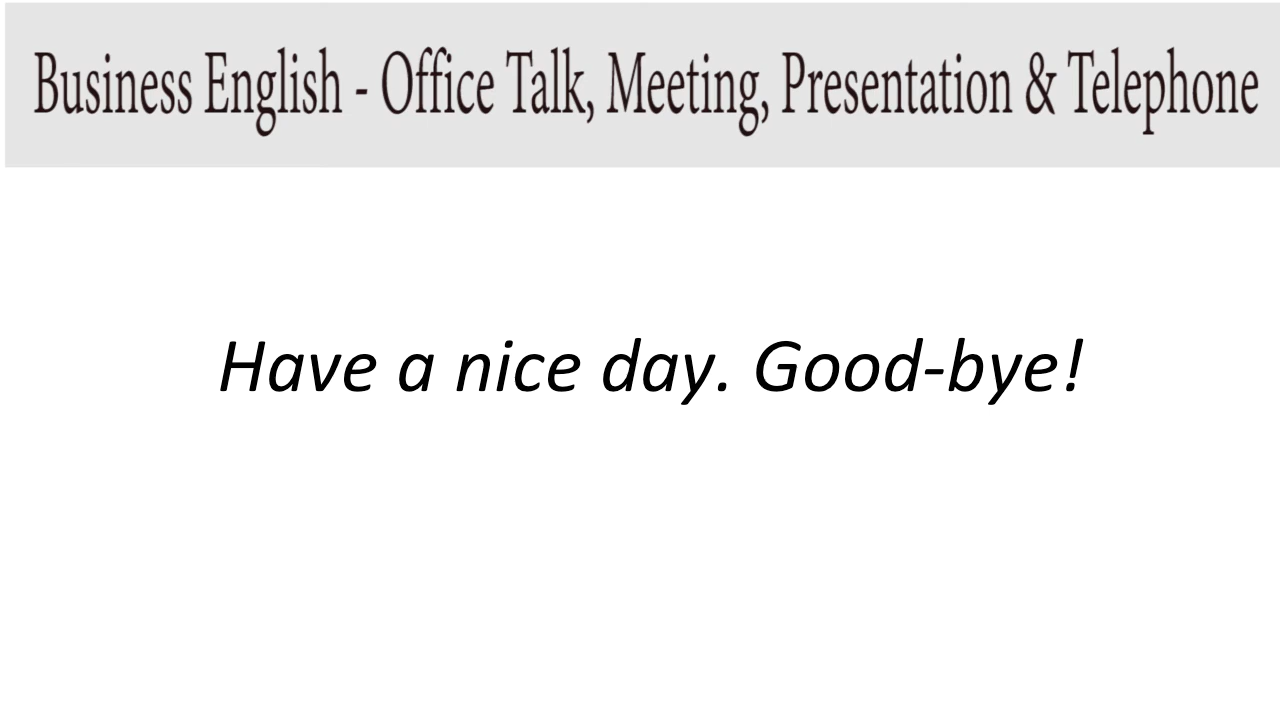 Business English - Office Talk, Meeting, Presentation & Telephone
Have a nice day. Good-bye!